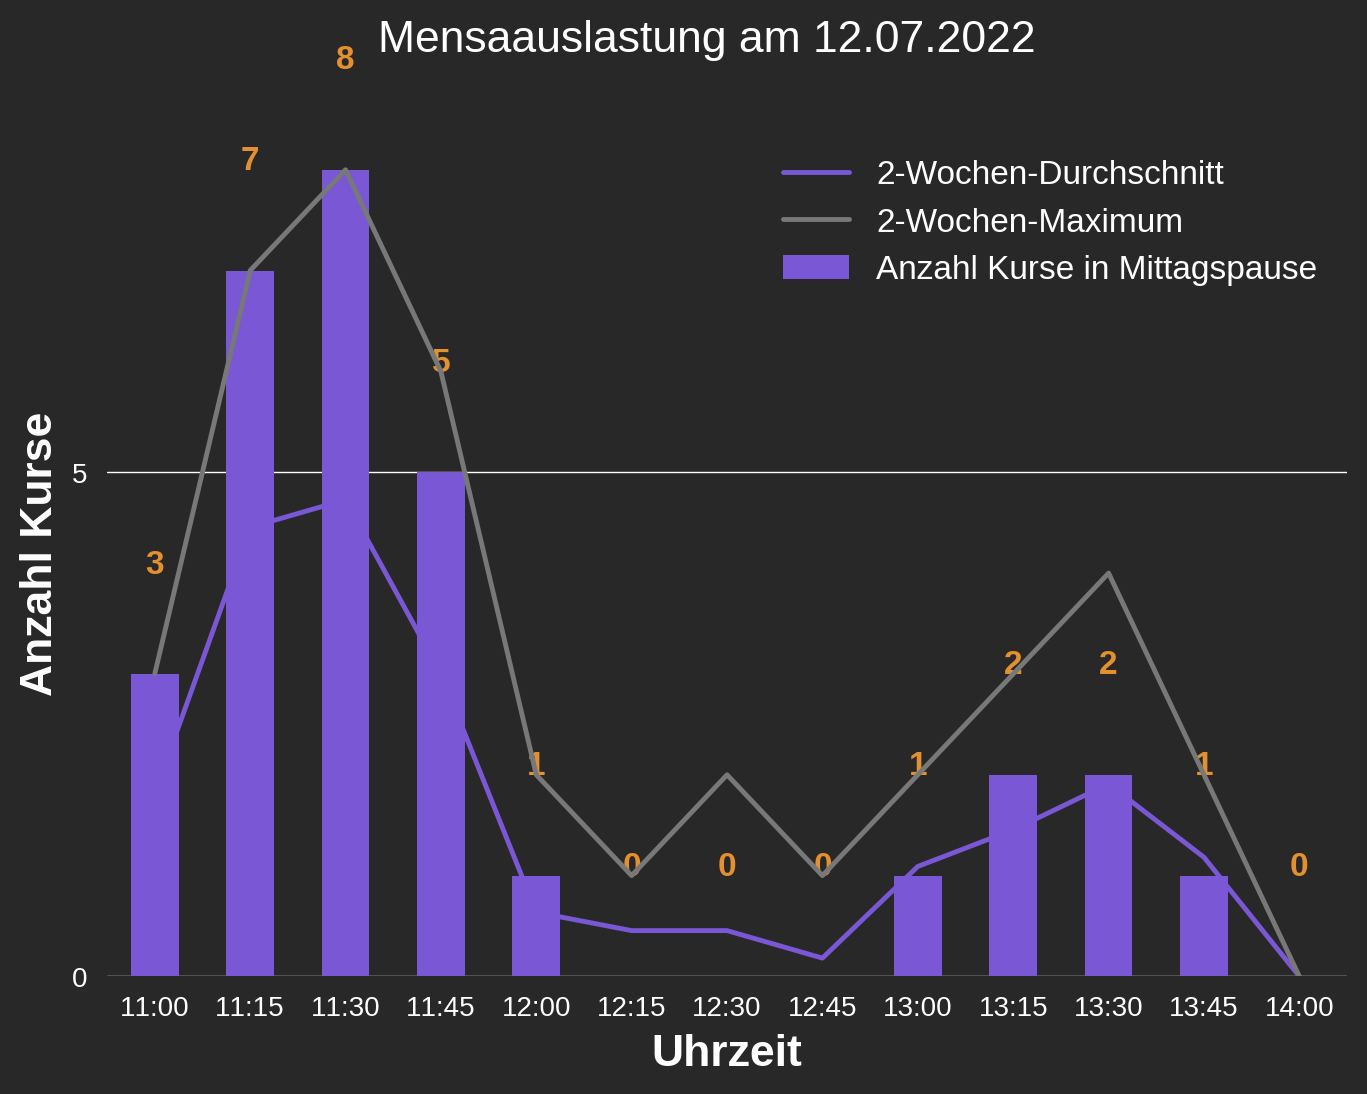 Mensaauslastung am 12.07.2022
8
7
2-Wochen-Durchschnitt
2-Wochen-Maximum
Anzahl Kurse in Mittagspause
5
5
3
2
2
1
1
1
0
0
0
0
Anzahl Kurse
0
11:00 11:15 11:30 11:45 12:00 12:15 12:30 12:45 13:00 13:15 13:30 13:45 14:00
Uhrzeit